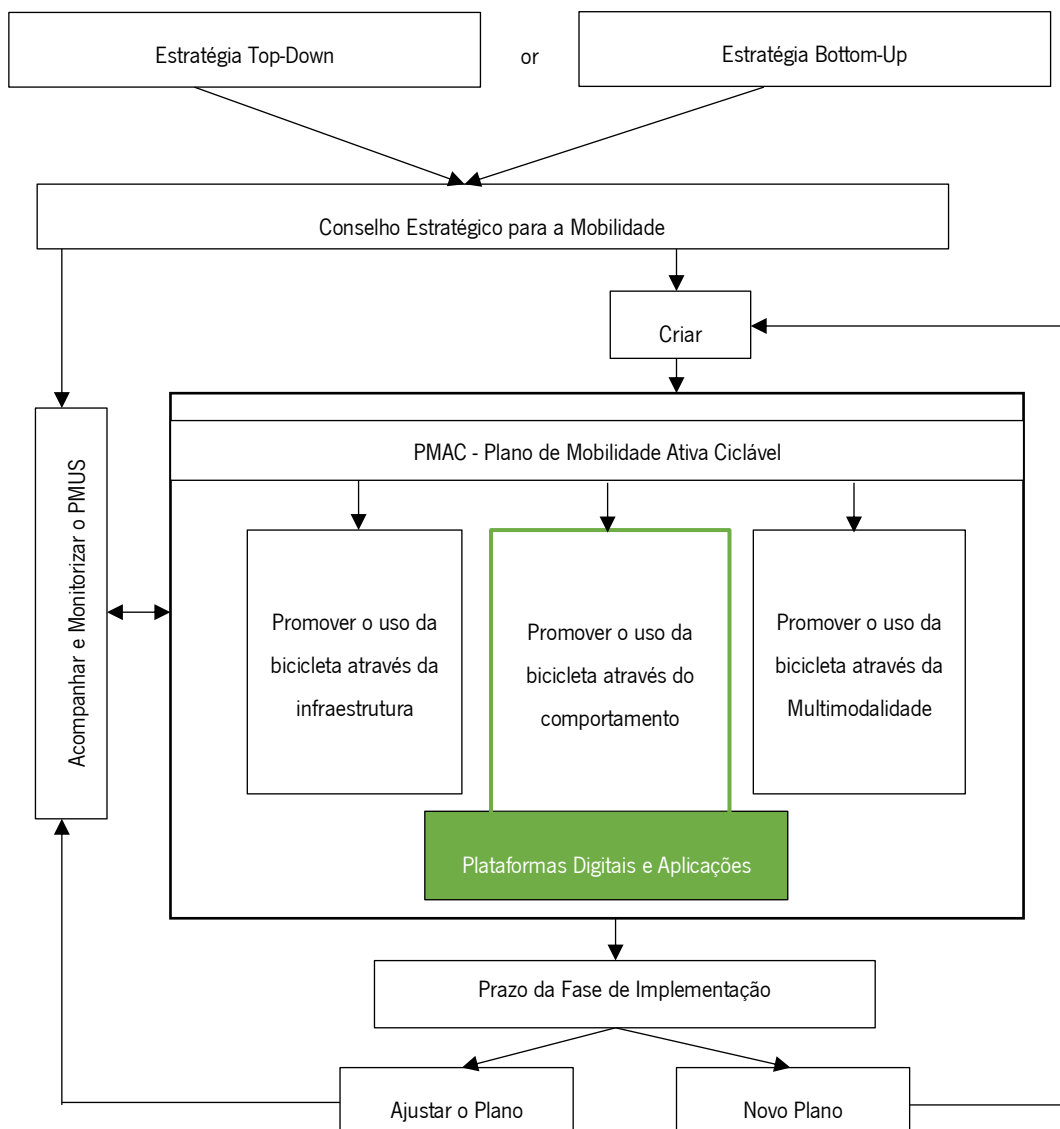 Estratégia Top-Down
or
Estratégia Bottom-Up
Conselho Estratégico para a Mobilidade
Criar
Acompanhar e Monitorizar o PMUS
PMAC - Plano de Mobilidade Ativa Ciclável
Promover o uso da
bicicleta através da
infraestrutura
Promover o uso da
bicicleta através do
comportamento
Promover o uso da
bicicleta através da
Multimodalidade
Plataformas Digitais e Aplicações
Prazo da Fase de Implementação
Ajustar o Plano
Novo Plano